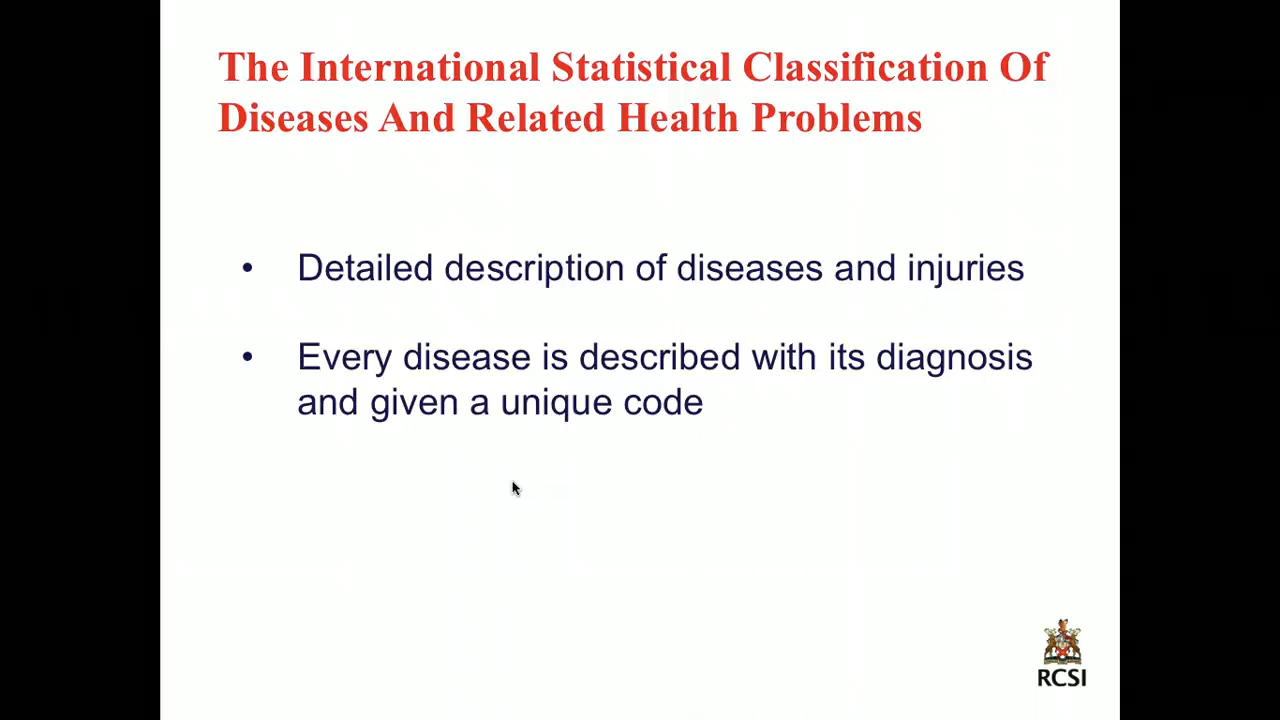 The International Statistical Classification Of
Diseases And Related Health Problems
• Detailed description of diseases and injuries
• Every disease is described with its diagnosis
and given a unique code
RCSI